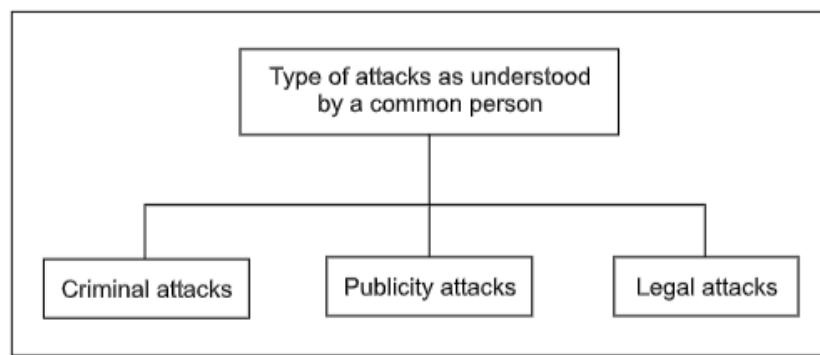 Type of attacks as understood
by a common person
Criminal attacks
Publicity attacks
Legal attacks